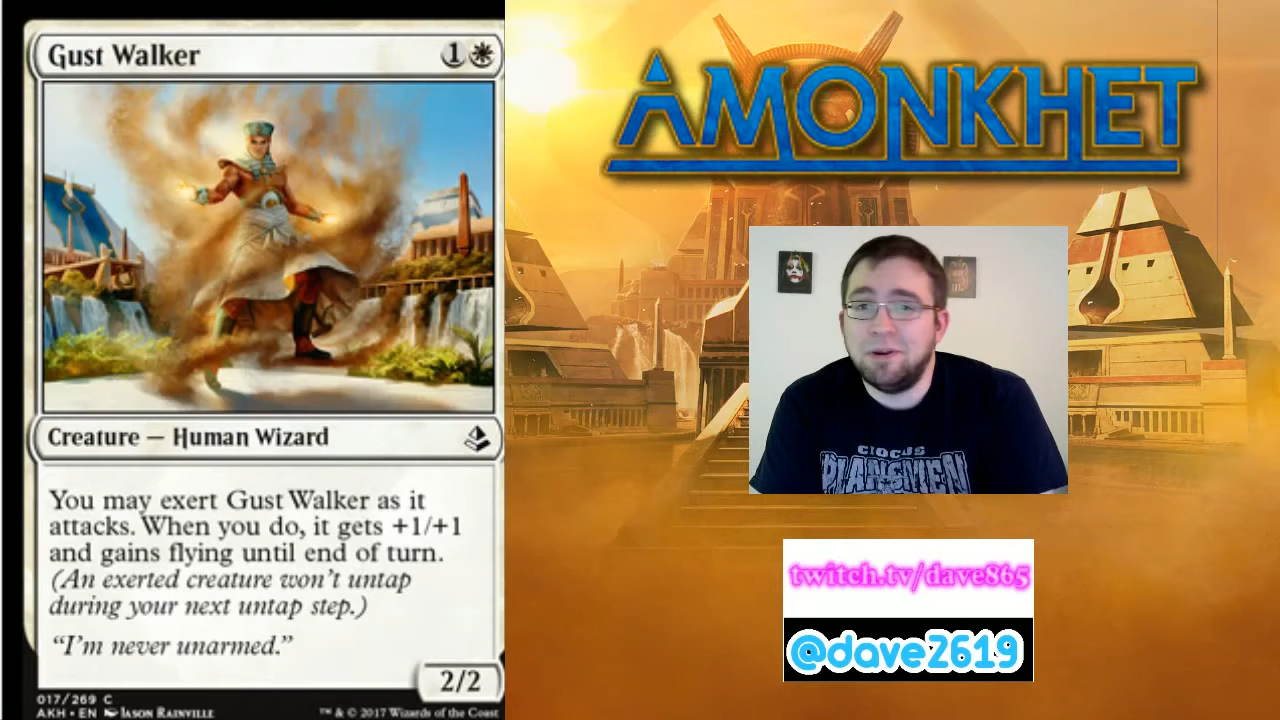 Gust Walker 1
AMONKHET
Creature — Human Wizard
You may exert Gust Walker as it
attacks. When you do, it gets +1/+1
and gains flying until end of turn.
(An exerted creature won't untap
during your next untap step.)
"I'm never unarmed."
2/2
017/269 C
AKH • EN Jason Rainville
™ & © 2017 Wizards of the Coast
CIOCUS
PLANSMEN
twitch.tv/dave865
@dave2619